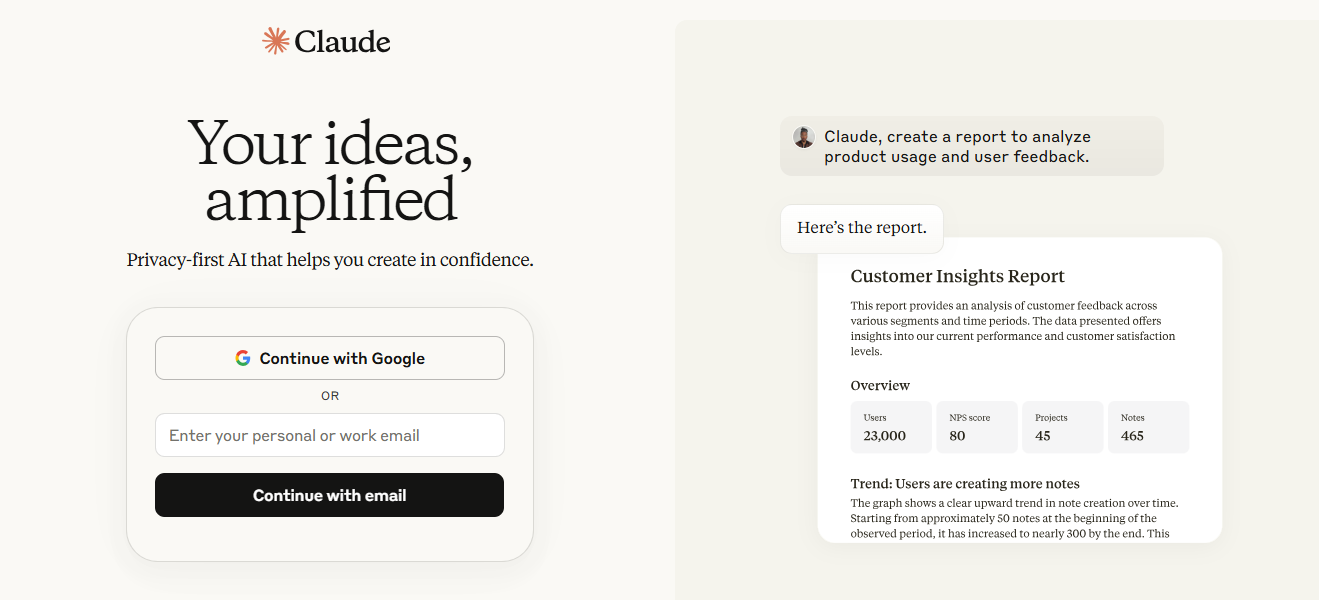 Claude
Your ideas,
amplified
Privacy-first AI that helps you create in confidence.
Continue with Google
OR
Enter your personal or work email
Continue with email
Claude, create a report to analyze
product usage and user feedback.
Here’s the report.
Customer Insights Report
This report provides an analysis of customer feedback across
various segments and time periods. The data presented offers
insights into our current performance and customer satisfaction
levels.
Overview
Users
23,000
NPS score
80
Projects
45
Notes
465
Trend: Users are creating more notes
The graph shows a clear upward trend in note creation over time.
Starting from approximately 50 notes at the beginning of the
observed period, it has increased to nearly 300 by the end. This